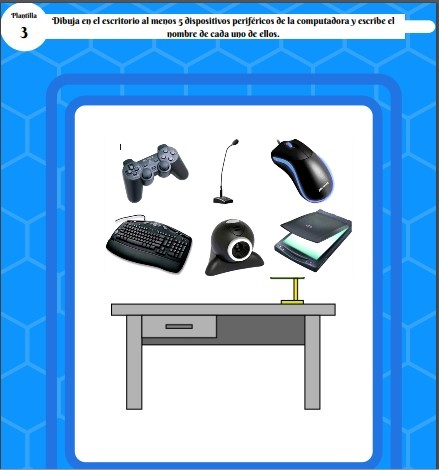 Plantilla
3
Dibuja en el escritorio al menos 5 dispositivos periféricos de la computadora y escribe el
nombre de cada uno de ellos.